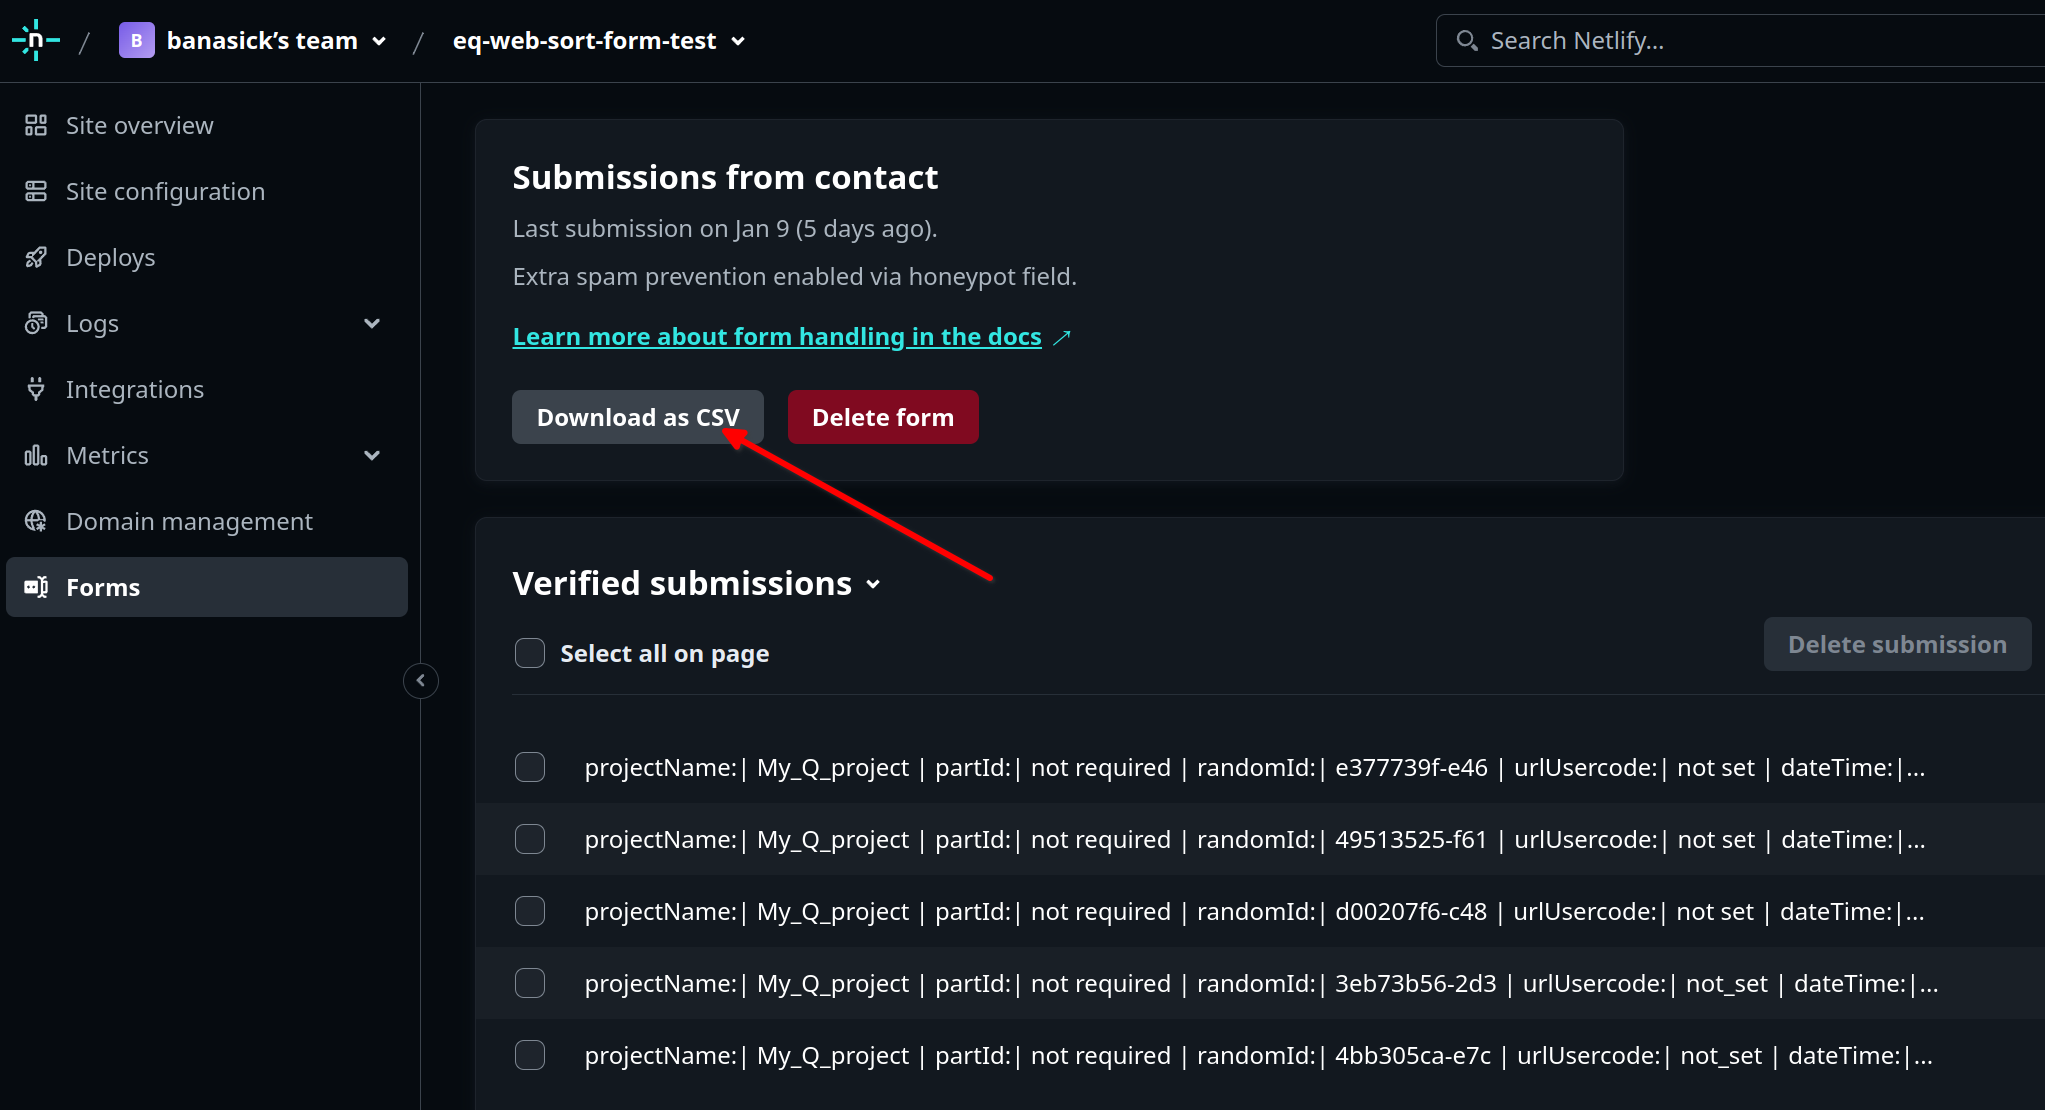 / B banasick's team / eq-web-sort-form-test Search Netlify...
Site overview
Site configuration
Deploys
Logs
Integrations
Metrics
Domain management
Forms
Submissions from contact
Last submission on Jan 9 (5 days ago).
Extra spam prevention enabled via honeypot field.
Learn more about form handling in the docs
Download as CSV Delete form
Verified submissions
Select all on page Delete submission
projectName:| My_Q_project | partId:| not required | randomId:| e377739f-e46 | urlUsercode:| not set | dateTime:|...
projectName:| My_Q_project | partId:| not required | randomId:| 49513525-f61 | urlUsercode:| not set | dateTime:|...
projectName:| My_Q_project | partId:| not required | randomId:| d00207f6-c48 | urlUsercode:| not set | dateTime:|...
projectName:| My_Q_project | partId:| not required | randomId:| 3eb73b56-2d3 | urlUsercode:| not_set | dateTime:|...
projectName:| My_Q_project | partId:| not required | randomId:| 4bb305ca-e7c | urlUsercode:| not_set | dateTime:|...